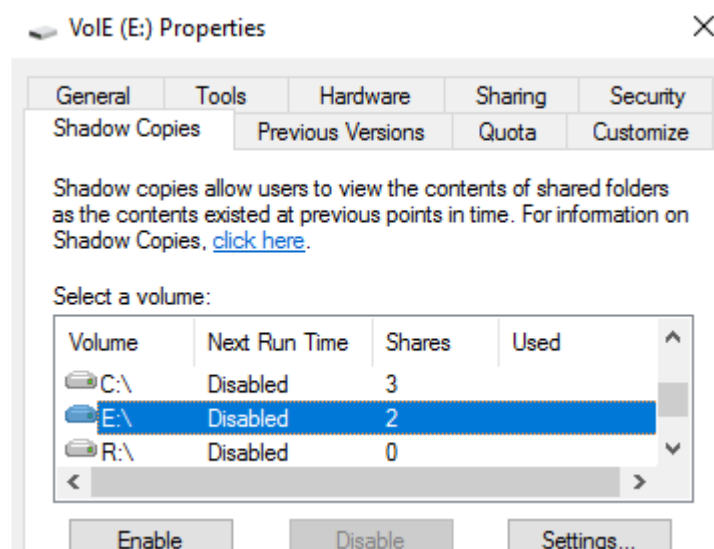 VolE (E:) Properties
General Tools Hardware Sharing Security
Shadow Copies Previous Versions Quota Customize
Shadow copies allow users to view the contents of shared folders
as the contents existed at previous points in time. For information on
Shadow Copies, click here.
Select a volume:
Volume Next Run Time Shares Used
C:\ Disabled 3
E:\ Disabled 2
R:\ Disabled 0
Enable Disable Settings...